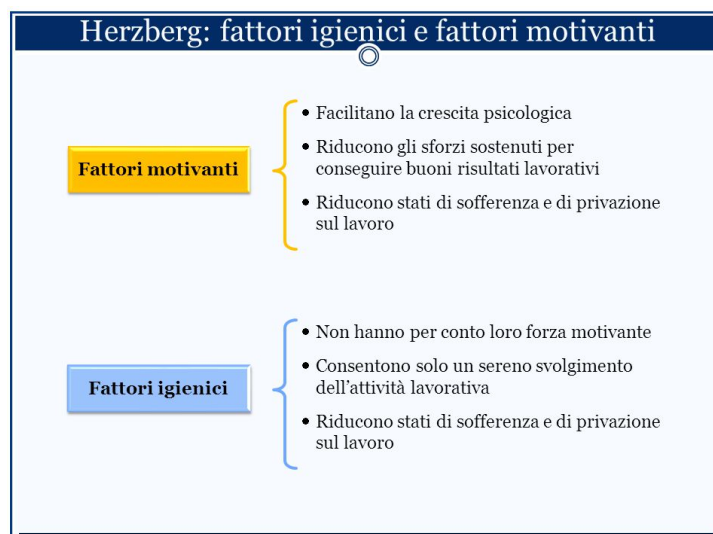 Herzberg: fattori igienici e fattori motivanti
Fattori motivanti
• Facilitano la crescita psicologica
• Riducono gli sforzi sostenuti per
conseguire buoni risultati lavorativi
• Riducono stati di sofferenza e di privazione
sul lavoro
Fattori igienici
• Non hanno per conto loro forza motivante
• Consentono solo un sereno svolgimento
dell'attività lavorativa
• Riducono stati di sofferenza e di privazione
sul lavoro